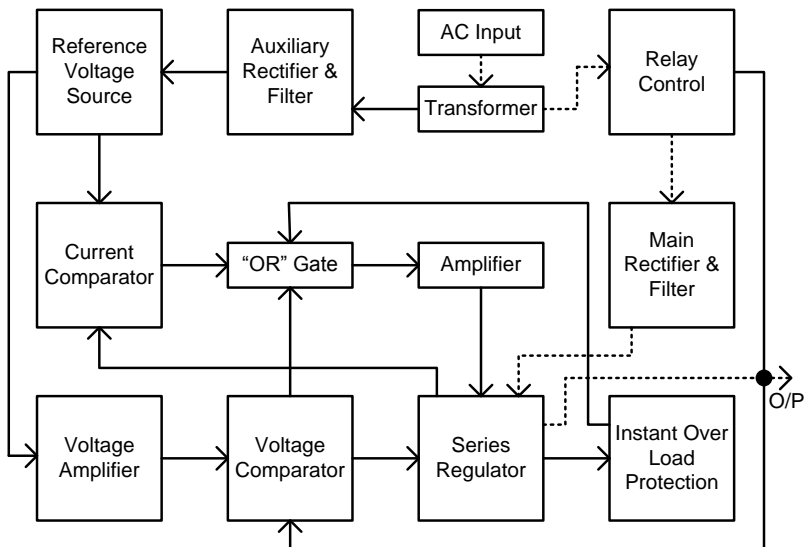 Reference
Voltage
Source
Auxiliary
Rectifier &
Filter
AC Input
Transformer
Relay
Control
Current
Comparator
“OR” Gate
Amplifier
Main
Rectifier &
Filter
O/P
Voltage
Amplifier
Voltage
Comparator
Series
Regulator
Instant Over
Load
Protection